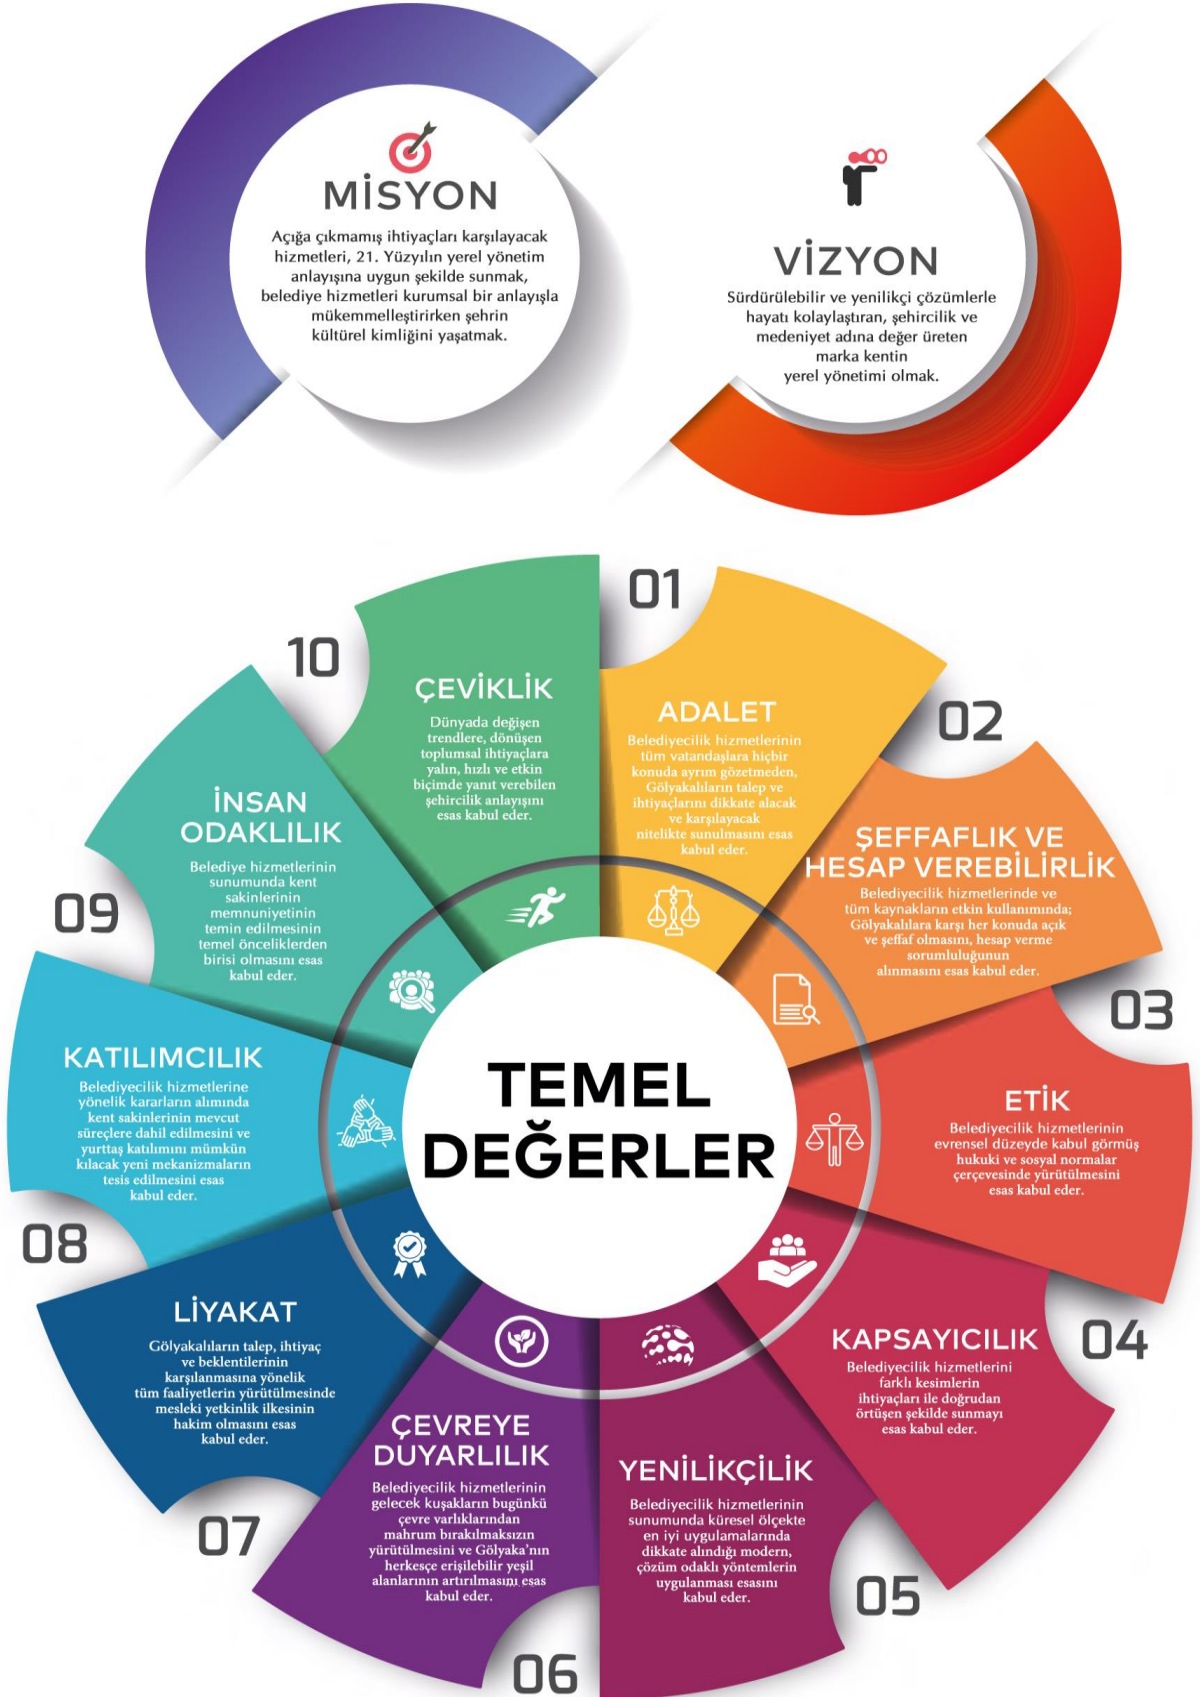 MİSYON
Açığa çıkmamış ihtiyaçları karşılayacak
hizmetleri, 21. Yüzyılın yerel yönetim
anlayışına uygun şekilde sunmak,
belediye hizmetleri kurumsal bir anlayışla
mükemmelleştirirken şehrin
kültürel kimliğini yaşatmak.
VİZYON
Sürdürülebilir ve yenilikçi çözümlerle
hayatı kolaylaştıran, şehircilik ve
medeniyet adına değer üreten
marka kentin
yerel yönetimi olmak.
TEMEL
DEĞERLER
01
ADALET
Belediyecilik hizmetlerinin
tüm vatandaşlara hiçbir
konuda ayrım gözetmeden,
Gölyakalıların talep ve
ihtiyaçlarını dikkate alacak
ve karşılayacak
nitelikte sunulmasını esas
kabul eder.
02
ŞEFFAFLIK VE
HESAP VEREBİLİRLİK
Belediyecilik hizmetlerinde ve
tüm kaynakların etkin kullanımında;
Gölyakalılara karşı her konuda açık
ve şeffaf olmasını, hesap verme
sorumluluğunun
alınmasını esas kabul eder.
03
ETİK
Belediyecilik hizmetlerinin
evrensel düzeyde kabul görmüş
hukuki ve sosyal normalar
çerçevesinde yürütülmesini
esas kabul eder.
04
KAPSAYICILIK
Belediyecilik hizmetlerini
farklı kesimlerin
ihtiyaçları ile doğrudan
örtüşen şekilde sunmayı
esas kabul eder.
05
YENİLİKÇİLİK
Belediyecilik hizmetlerinin
sunumunda küresel ölçekte
en iyi uygulamalarında
dikkate alındığı modern,
çözüm odaklı yöntemlerin
uygulanması esasını
kabul eder.
06
ÇEVREYE
DUYARLILIK
Belediyecilik hizmetlerinin
gelecek kuşakların bugünkü
çevre varlıklarından
mahrum bırakılmaksızın
yürütülmesini ve Gölyaka'nın
herkesçe erişilebilir yeşil
alanlarının artırılmasını esas
kabul eder.
07
LİYAKAT
Gölyakalıların talep, ihtiyaç
ve beklentilerinin
karşılanmasına yönelik
tüm faaliyetlerin yürütülmesinde
mesleki yetkinlik ilkesinin
hakim olmasını esas
kabul eder.
08
KATILIMCILIK
Belediyecilik hizmetlerine
yönelik kararların alımında
kent sakinlerinin mevcut
süreçlere dahil edilmesini ve
yurttaş katılımını mümkün
kılacak yeni mekanizmaların
tesis edilmesini esas
kabul eder.
09
İNSAN
ODAKLILIK
Belediye hizmetlerinin
sunumunda kent
sakinlerinin
memnuniyetinin
temin edilmesinin
temel önceliklerden
birisi olmasını esas
kabul eder.
10
ÇEVİKLİK
Dünyada değişen
trendlere, dönüşen
toplumsal ihtiyaçlara
yalın, hızlı ve etkin
biçimde yanıt verebilen
şehircilik anlayışını
esas kabul eder.